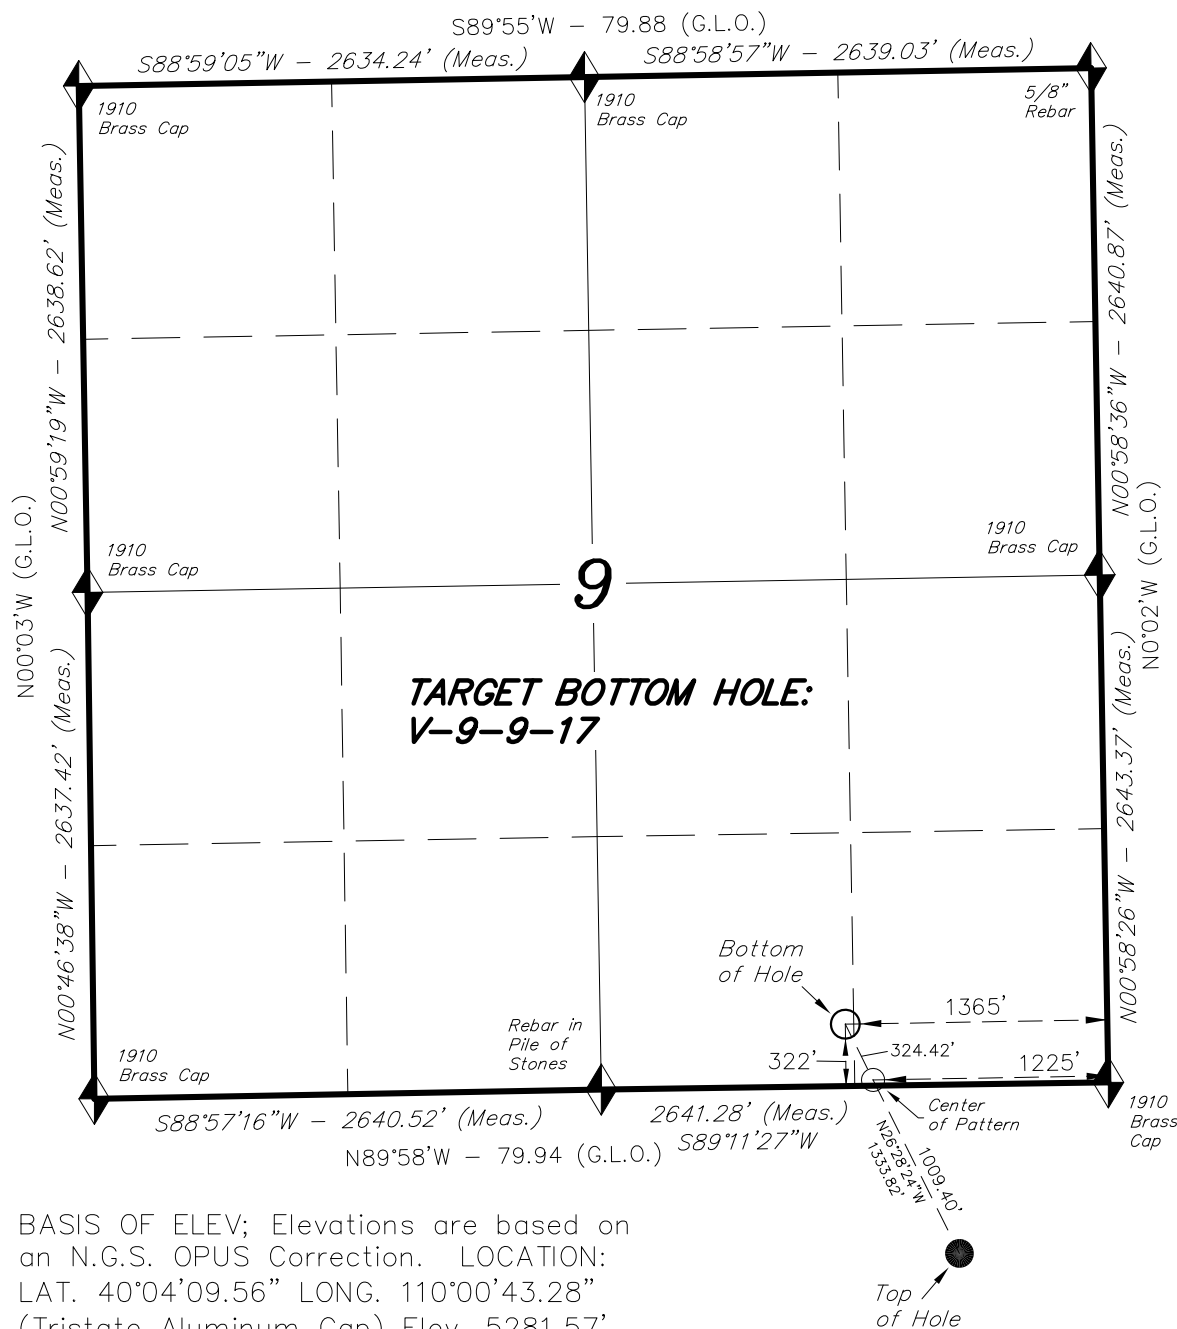 S89°55'W – 79.88 (G.L.O.)
S88°59'05"W – 2634.24' (Meas.)
S88°58'57"W – 2639.03' (Meas.)
1910
Brass Cap
1910
Brass Cap
5/8"
Rebar
N00°59'19"W – 2638.62' (Meas.)
N00°58'36"W – 2640.87' (Meas.)
N00°03'W (G.L.O.)
N0°02'W (G.L.O.)
1910
Brass Cap
1910
Brass Cap
9
TARGET BOTTOM HOLE:
V–9–9–17
N00°46'38"W – 2637.42' (Meas.)
N00°58'26"W – 2643.37' (Meas.)
Bottom
of Hole
1365'
322'
324.42'
1225'
Rebar in
Pile of
Stones
1910
Brass Cap
Center
of Pattern
1910
Brass
Cap
S88°57'16"W – 2640.52' (Meas.)
2641.28' (Meas.)
S89°11'27"W
N89°58'W – 79.94 (G.L.O.)
1009.40'
N26°28'24"W
1333.82'
Top
of Hole
BASIS OF ELEV; Elevations are based on
an N.G.S. OPUS Correction. LOCATION:
LAT. 40°04'09.56" LONG. 110°00'43.28"
(Tristate Aluminum Cap) Elev. 5281.57'